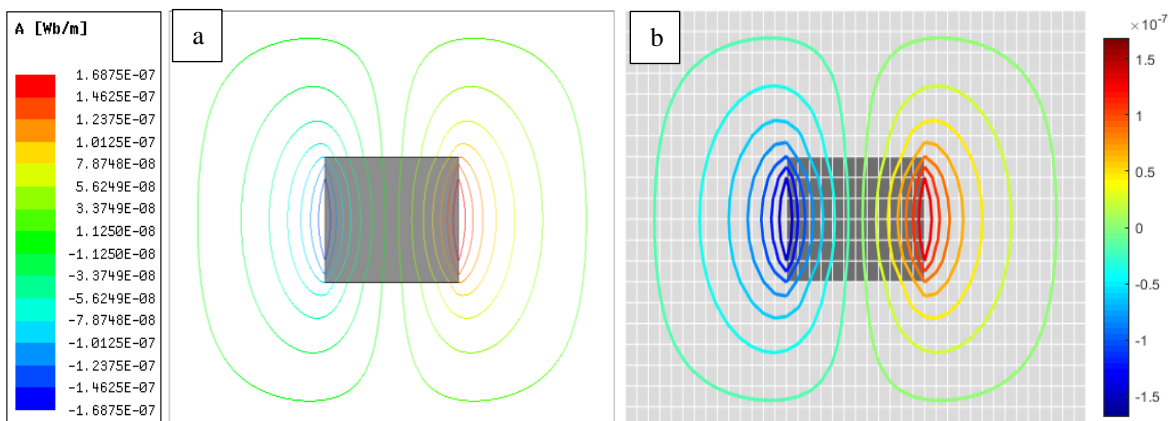 A [Wb/m]
1.6875E-07
1.4625E-07
1.2375E-07
1.0125E-07
7.8748E-08
5.6249E-08
3.3749E-08
1.1250E-08
-1.1250E-08
-3.3749E-08
-5.6249E-08
-7.8748E-08
-1.0125E-07
-1.2375E-07
-1.4625E-07
-1.6875E-07
a
b
×10⁻⁷
1.5
1
0.5
0
-0.5
-1
-1.5